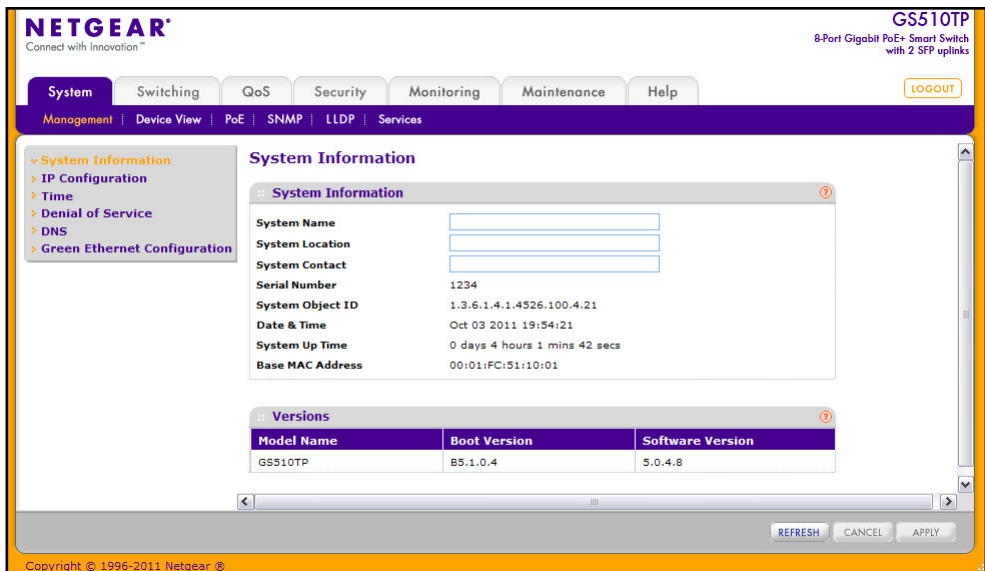 NETGEAR®
Connect with Innovation™
GS510TP
8-Port Gigabit PoE+ Smart Switch
with 2 SFP uplinks
System Switching QoS Security Monitoring Maintenance Help LOGOUT
Management Device View PoE SNMP LLDP Services
System Information
IP Configuration
Time
Denial of Service
DNS
Green Ethernet Configuration
System Information
System Information
System Name
System Location
System Contact
Serial Number 1234
System Object ID 1.3.6.1.4.1.4526.100.4.21
Date & Time Oct 03 2011 19:54:21
System Up Time 0 days 4 hours 1 mins 42 secs
Base MAC Address 00:01:FC:51:10:01
Versions
Model Name Boot Version Software Version
GS510TP B5.1.0.4 5.0.4.8
REFRESH CANCEL APPLY
Copyright © 1996-2011 Netgear ®